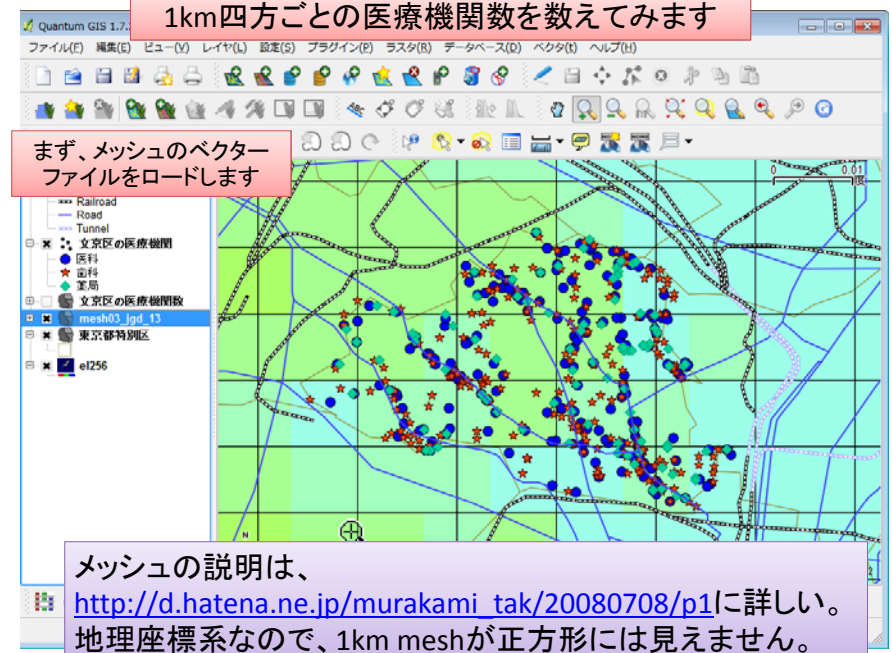 1km四方ごとの医療機関数を数えてみます
Quantum GIS 1.7.
ファイル(F) 編集(E) ビュー(V) レイヤ(L) 設定(S) プラグイン(P) ラスタ(R) データベース(D) ベクタ(t) ヘルプ(H)
まず、メッシュのベクター
ファイルをロードします
0 0.01
度
Railroad
Road
Tunnel
文京区の医療機関
医科
歯科
薬局
文京区の医療機関数
mesh03_jgd_13
東京都特別区
el256
N
メッシュの説明は、
http://d.hatena.ne.jp/murakami_tak/20080708/p1に詳しい。
地理座標系なので、1km meshが正方形には見えません。